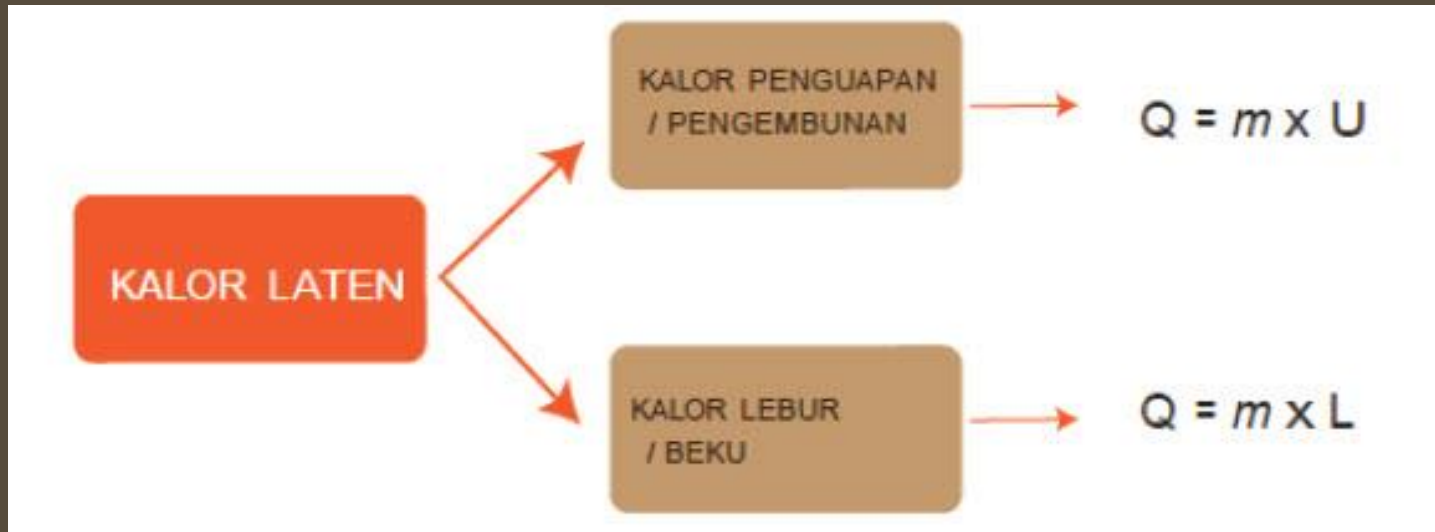 KALOR LATEN
KALOR PENGUAPAN
/ PENGEMBUNAN
Q = m x U
KALOR LEBUR
/ BEKU
Q = m x L